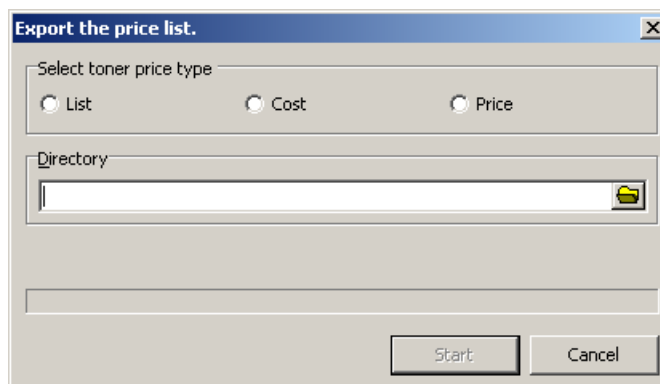 Export the price list.
Select toner price type
List Cost Price
Directory
Start Cancel